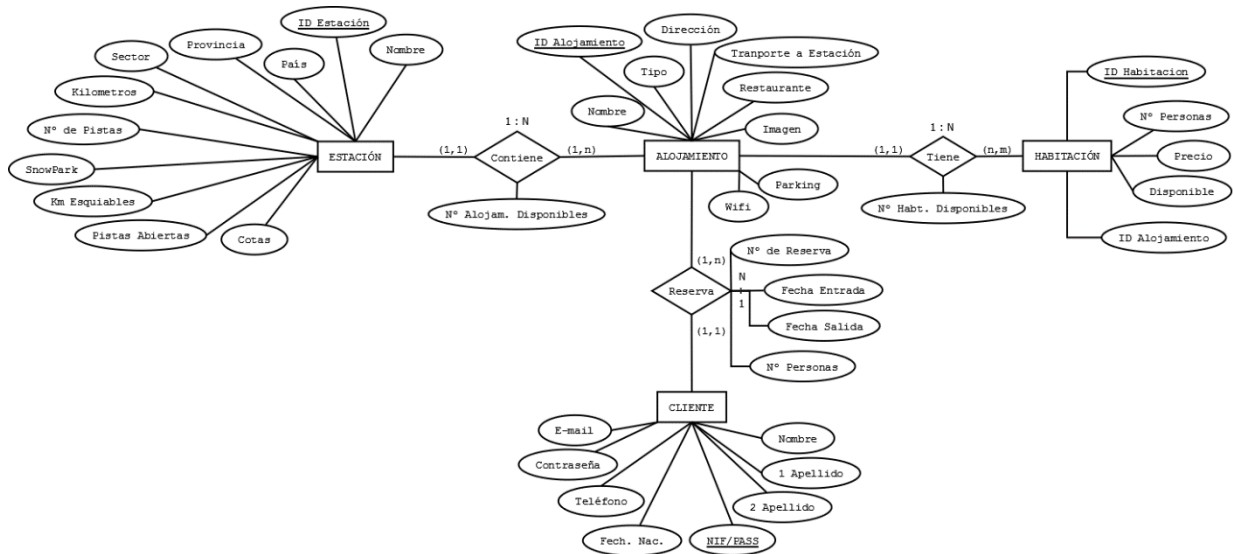 ID Estación
Provincia
Nombre
Sector
País
Kilometros
Nº de Pistas
SnowPark
Km Esquiables
Pistas Abiertas
Cotas
ESTACIÓN
(1,1)
1:N
Contiene
(1,n)
Nº Alojam. Disponibles
Dirección
ID Alojamiento
Tranporte a Estación
Tipo
Restaurante
Nombre
Imagen
ALOJAMIENTO
Parking
Wifi
(1,1)
1:N
Tiene
(n,m)
Nº Habt. Disponibles
ID Habitacion
Nº Personas
HABITACIÓN
Precio
Disponible
ID Alojamiento
(1,n)
Reserva
N
:
1
(1,1)
Nº de Reserva
Fecha Entrada
Fecha Salida
Nº Personas
CLIENTE
E-mail
Nombre
Contraseña
1 Apellido
Teléfono
2 Apellido
Fech. Nac.
NIF/PASS